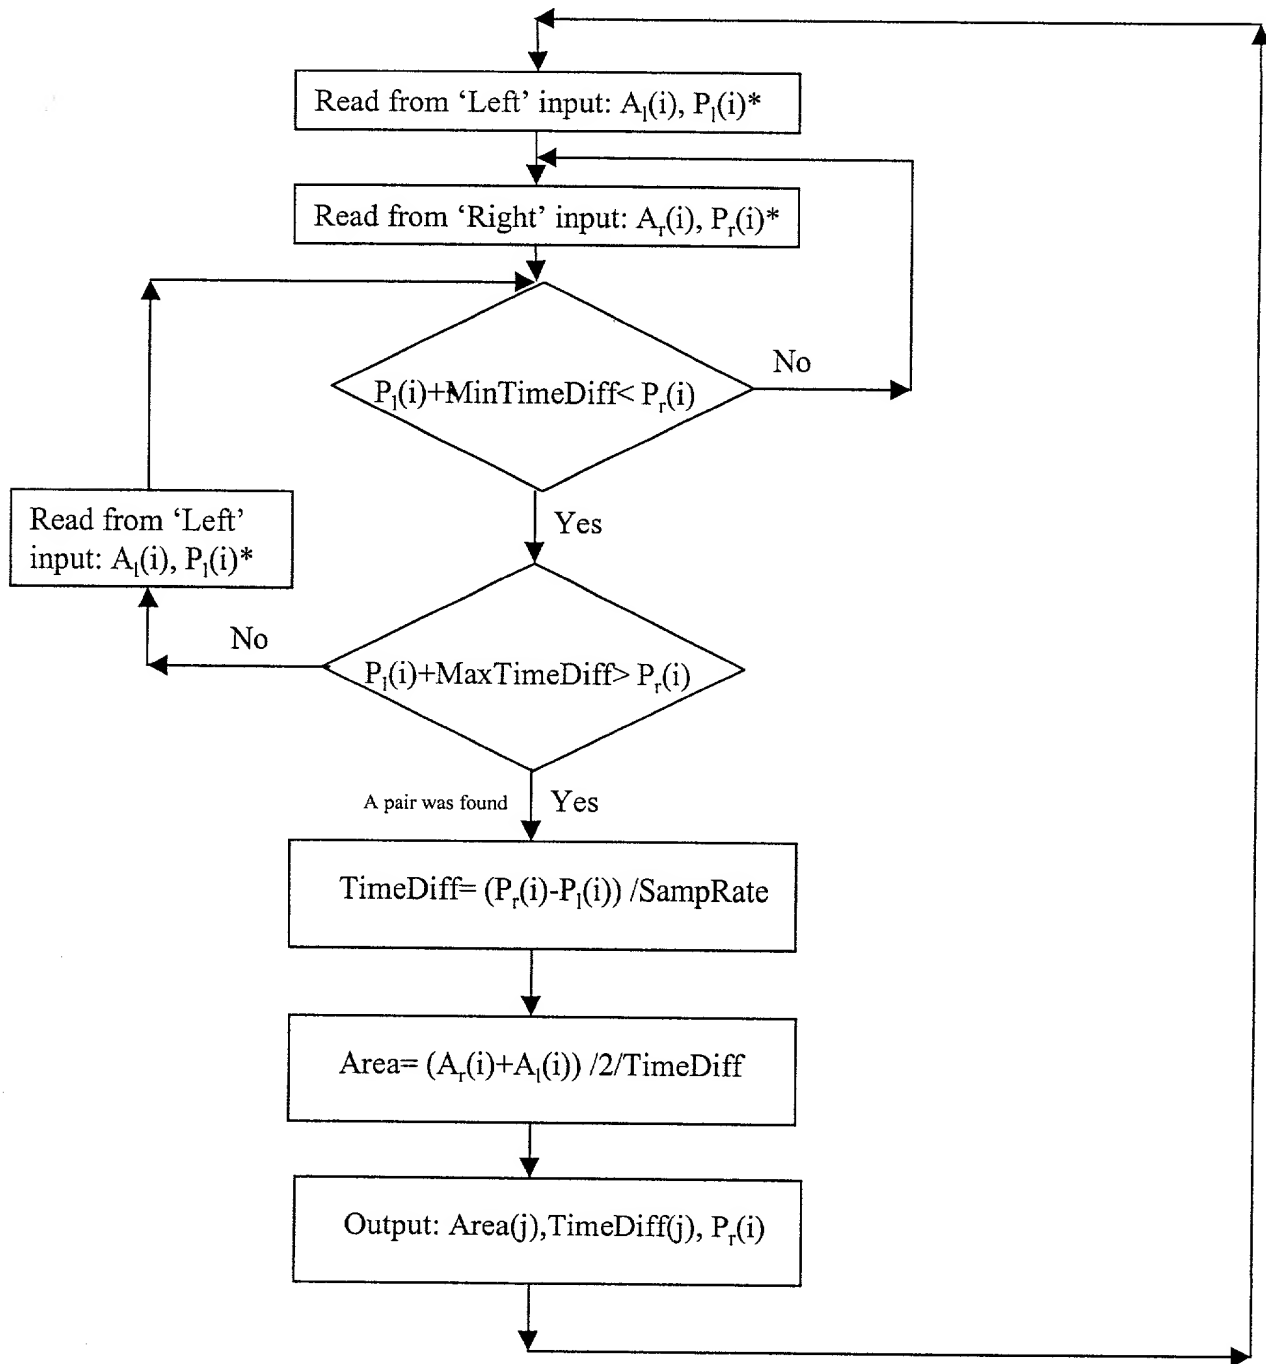 Read from ‘Left’ input: Aₗ(i), Pₗ(i)*
Read from ‘Right’ input: Aᵣ(i), Pᵣ(i)*
No
Pₗ(i)+MinTimeDiff< Pᵣ(i)
Read from ‘Left’
input: Aₗ(i), Pₗ(i)*
Yes
No
Pₗ(i)+MaxTimeDiff> Pᵣ(i)
A pair was found
Yes
TimeDiff= (Pᵣ(i)-Pₗ(i)) /SampRate
Area= (Aᵣ(i)+Aₗ(i)) /2/TimeDiff
Output: Area(j),TimeDiff(j), Pᵣ(i)